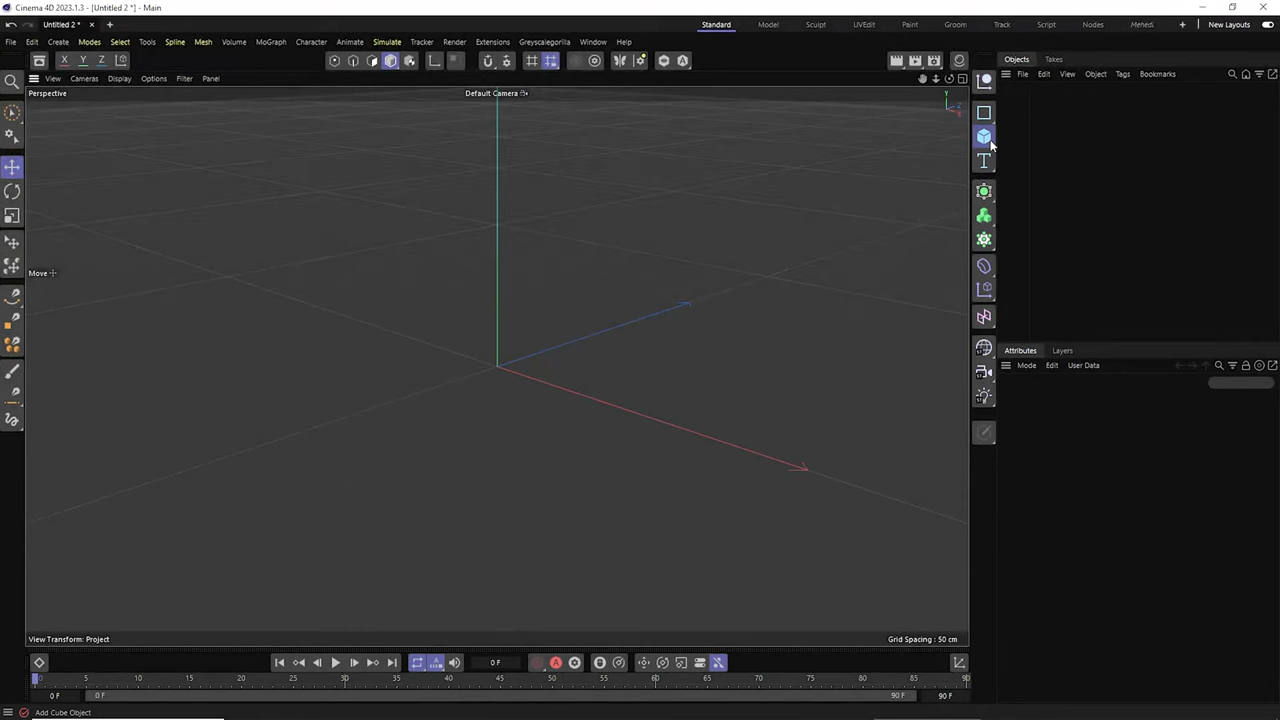 Cinema 4D 2023.1.3 - [Untitled 2 *] - Main
Untitled 2 *
Standard Model Sculpt UVEdit Paint Groom Track Script Nodes Mehedi New Layouts
File Edit Create Modes Select Tools Spline Mesh Volume MoGraph Character Animate Simulate Tracker Render Extensions Greyscalegorilla Window Help
X Y Z
Objects Takes
View Cameras Display Options Filter Panel
File Edit View Object Tags Bookmarks
Perspective
Default Camera
Y
Z
X
Move
Attributes Layers
Mode Edit User Data
View Transform: Project
Grid Spacing : 50 cm
0 F
0 5 10 15 20 25 30 35 40 45 50 55 60 65 70 75 80 85 90
0 F 0 F 90 F 90 F
Add Cube Object